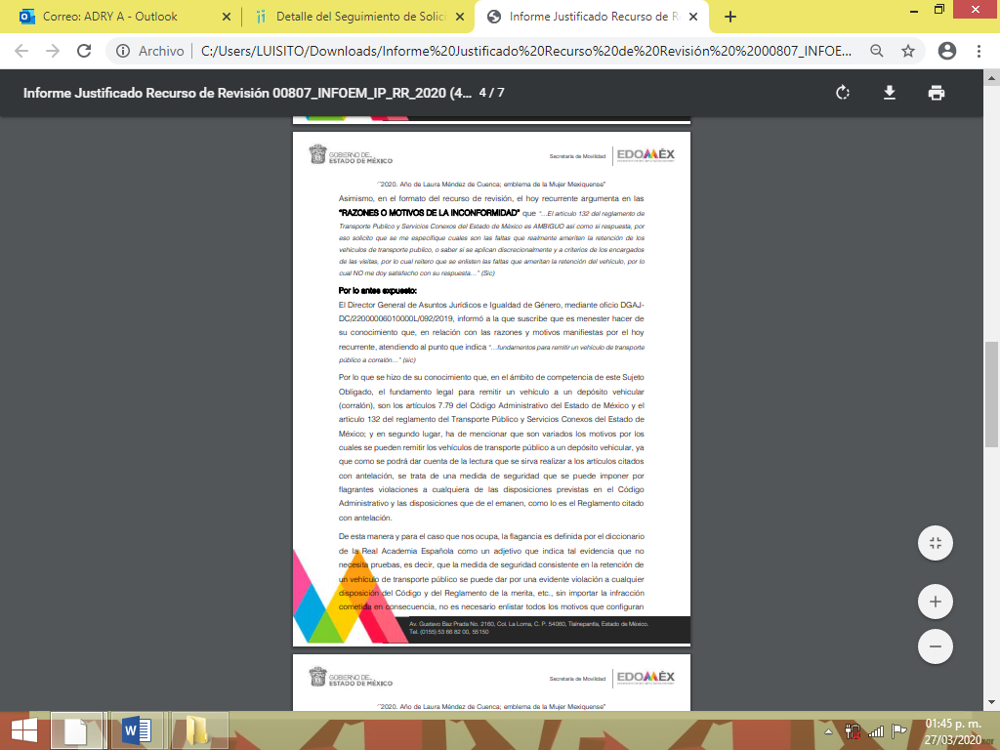 Correo: ADRY A - Outlook
Detalle del Seguimiento de Solici
Informe Justificado Recurso de R
Archivo
C:/Users/LUISITO/Downloads/Informe%20Justificado%20Recurso%20de%20Revisión%20%2000807_INFOE...
Informe Justificado Recurso de Revisión 00807_INFOEM_IP_RR_2020 (4...
4 / 7
GOBIERNO DEL
ESTADO DE MÉXICO
Secretaría de Movilidad
EDOMÉX
"2020. Año de Laura Méndez de Cuenca; emblema de la Mujer Mexiquense"
Asimismo, en el formato del recurso de revisión, el hoy recurrente argumenta en las
"RAZONES O MOTIVOS DE LA INCONFORMIDAD" que "...El artículo 132 del reglamento de
Transporte Publico y Servicios Conexos del Estado de México es AMBIGUO así como si respuesta, por
eso solicito que se me especifique cuales son las faltas que realmente ameriten la retención de los
vehículos de transporte publico, o saber si se aplican discrecionalmente y a criterios de los encargados
de las visitas, por lo cual reitero que se enlisten las faltas que ameritan la retención del vehículo, por lo
cual NO me doy satisfecho con su respuesta..." (Sic)
Por lo antes expuesto:
El Director General de Asuntos Jurídicos e Igualdad de Género, mediante oficio DGAJ-
DC/22000006010000L/092/2019, informó a la que suscribe que es menester hacer de
su conocimiento que, en relación con las razones y motivos manifiestas por el hoy
recurrente, atendiendo al punto que indica "...fundamentos para remitir un vehículo de transporte
público a corralón..." (sic)
Por lo que se hizo de su conocimiento que, en el ámbito de competencia de este Sujeto
Obligado, el fundamento legal para remitir un vehículo a un depósito vehicular
(corralón), son los artículos 7.79 del Código Administrativo del Estado de México y el
articulo 132 del reglamento del Transporte Público y Servicios Conexos del Estado de
México; y en segundo lugar, ha de mencionar que son variados los motivos por los
cuales se pueden remitir los vehículos de transporte público a un depósito vehicular, ya
que como se podrá dar cuenta de la lectura que se sirva realizar a los artículos citados
con antelación, se trata de una medida de seguridad que se puede imponer por
flagrantes violaciones a cualquiera de las disposiciones previstas en el Código
Administrativo y las disposiciones que de el emanen, como lo es el Reglamento citado
con antelación.
De esta manera y para el caso que nos ocupa, la flagancia es definida por el diccionario
de la Real Academia Española como un adjetivo que indica tal evidencia que no
necesita pruebas, es decir, que la medida de seguridad consistente en la retención de
un vehículo de transporte público se puede dar por una evidente violación a cualquier
disposición del Código y del Reglamento de la merita, etc., sin importar la infracción
cometida en consecuencia, no es necesario enlistar todos los motivos que configuran
Av. Gustavo Baz Prada No. 2160, Col. La Loma, C. P. 54060, Tlalnepantla, Estado de México.
Tel. (0155) 53 66 82 00, 55150
GOBIERNO DEL
ESTADO DE MÉXICO
Secretaría de Movilidad
EDOMÉX
"2020. Año de Laura Méndez de Cuenca; emblema de la Mujer Mexiquense"
01:45 p. m.
27/03/2020